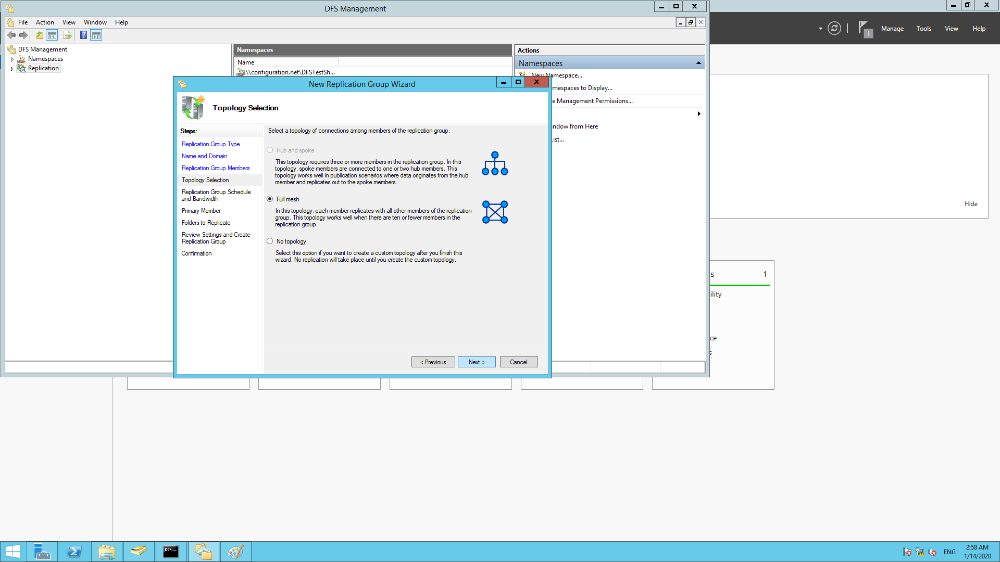 DFS Management
File Action View Window Help
DFS Management
Namespaces
Replication
Namespaces
Name
\\configuration.net\DFSTestSh...
Actions
Namespaces
New Namespace...
mespaces to Display...
e Management Permissions...
ndow from Here
ist...
New Replication Group Wizard
Topology Selection
Steps:
Replication Group Type
Name and Domain
Replication Group Members
Topology Selection
Replication Group Schedule
and Bandwidth
Primary Member
Folders to Replicate
Review Settings and Create
Replication Group
Confirmation
Select a topology of connections among members of the replication group.
Hub and spoke
This topology requires three or more members in the replication group. In this
topology, spoke members are connected to one or two hub members. This
topology works well in publication scenarios where data originates from the hub
member and replicates out to the spoke members.
Full mesh
In this topology, each member replicates with all other members of the replication
group. This topology works well when there are ten or fewer members in the
replication group.
No topology
Select this option if you want to create a custom topology after you finish this
wizard. No replication will take place until you create the custom topology.
< Previous Next > Cancel
1 Manage Tools View Help
Hide
rs 1
ility
ce
s
C:\_
ENG
2:58 AM
1/14/2020